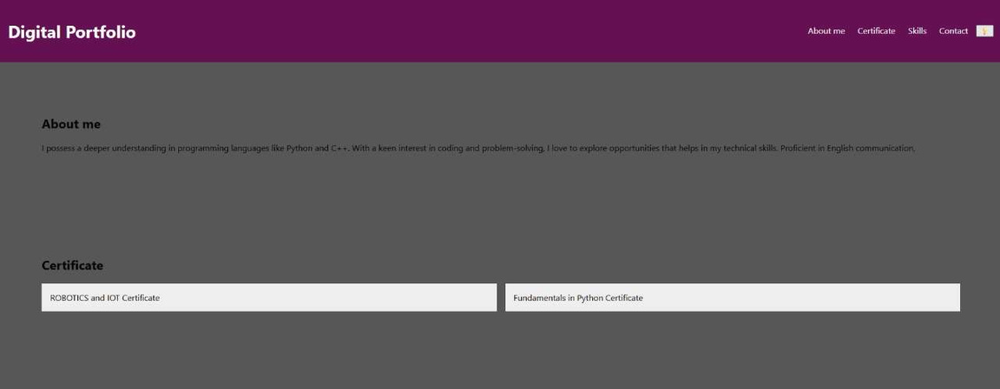 Digital Portfolio
About me Certificate Skills Contact
About me
I possess a deeper understanding in programming languages like Python and C++. With a keen interest in coding and problem-solving, I love to explore opportunities that helps in my technical skills. Proficient in English communication,
Certificate
ROBOTICS and IOT Certificate
Fundamentals in Python Certificate